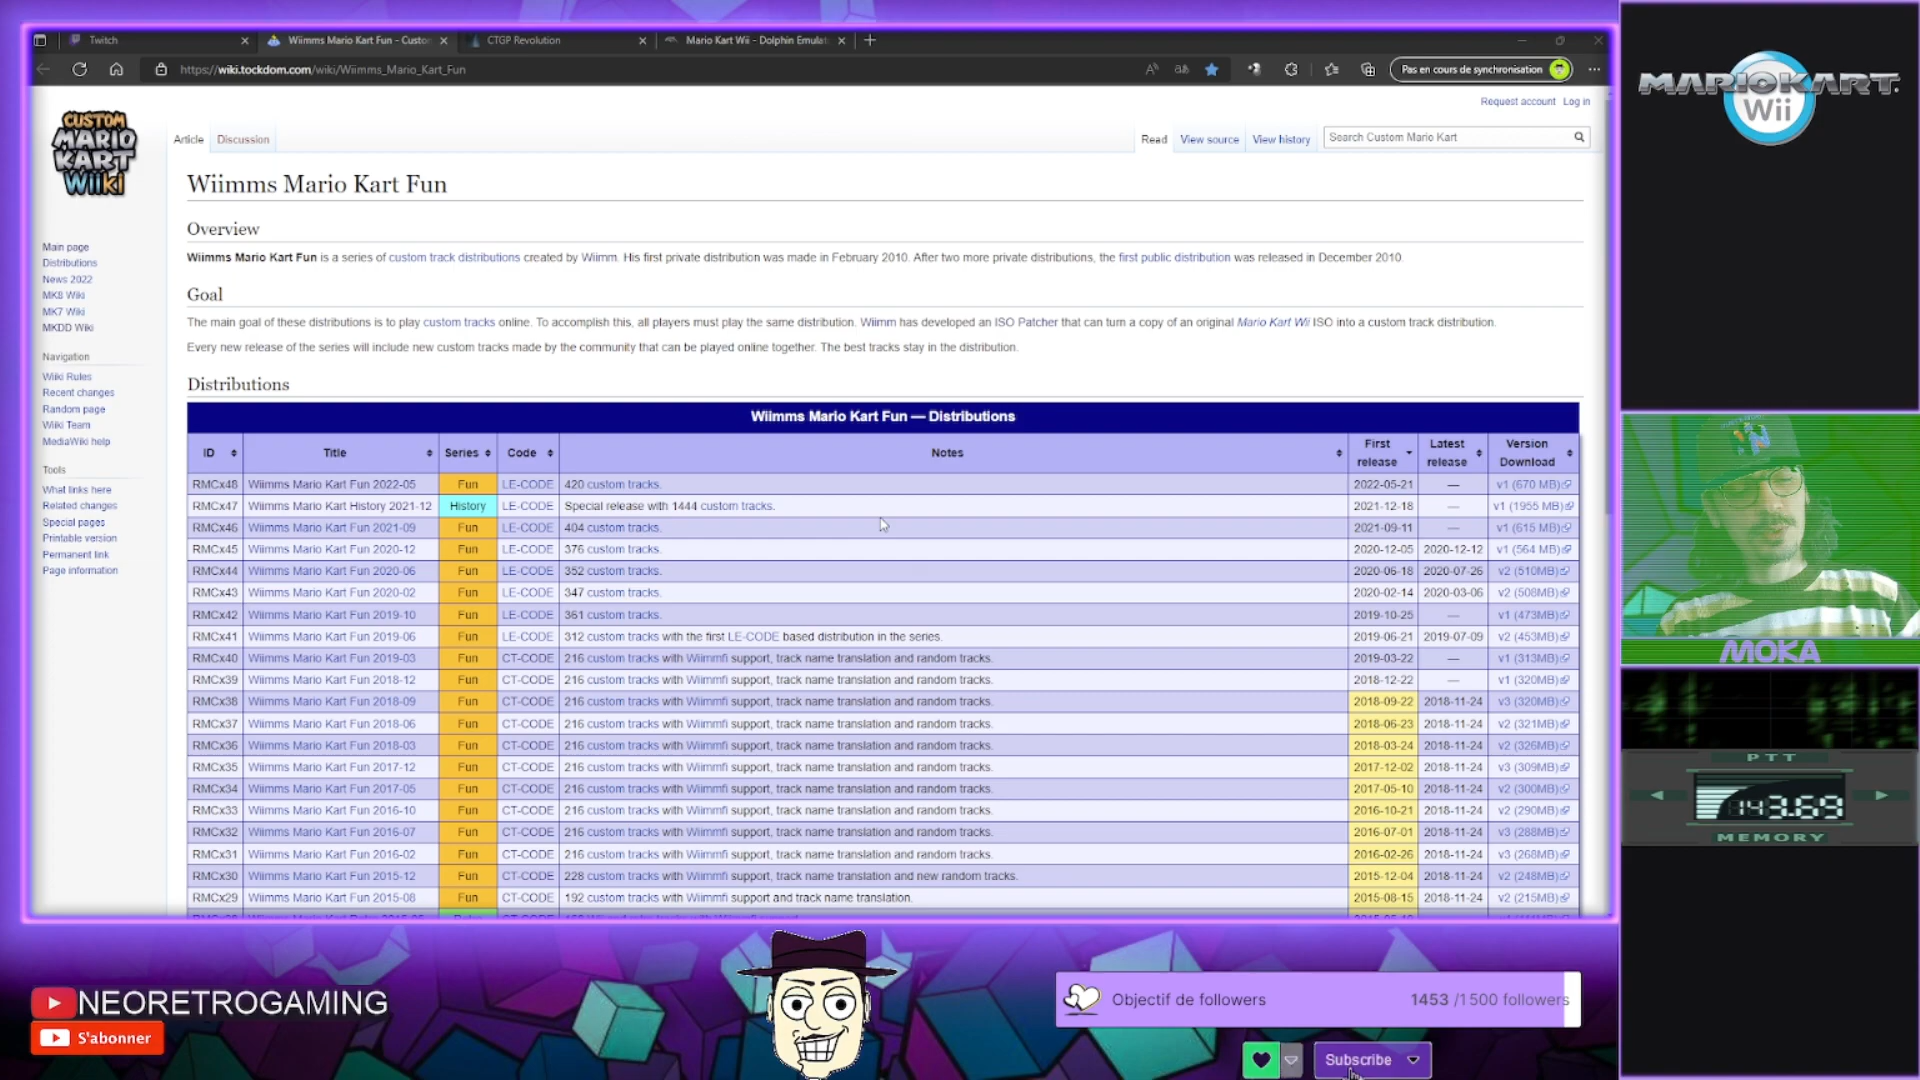 Twitch
Wiimms Mario Kart Fun - Custo
CTGP Revolution
Mario Kart Wii - Dolphin Emulat
https://wiki.tockdom.com/wiki/Wiimms_Mario_Kart_Fun
Pas en cours de synchronisation
MARIOKART
Wii
Request account Log in
CUSTOM
MARIO
KART
Wiiki
Article Discussion
Read View source View history Search Custom Mario Kart
Wiimms Mario Kart Fun
Overview
Wiimms Mario Kart Fun is a series of custom track distributions created by Wiimm. His first private distribution was made in February 2010. After two more private distributions, the first public distribution was released in December 2010.
Goal
The main goal of these distributions is to play custom tracks online. To accomplish this, all players must play the same distribution. Wiimm has developed an ISO Patcher that can turn a copy of an original Mario Kart Wii ISO into a custom track distribution.
Every new release of the series will include new custom tracks made by the community that can be played online together. The best tracks stay in the distribution.
Main page
Distributions
News 2022
MK8 Wiki
MK7 Wiki
MKDD Wiki
Navigation
Wiiki Rules
Recent changes
Random page
Wiki Team
MediaWiki help
Tools
What links here
Related changes
Special pages
Printable version
Permanent link
Page information
Distributions
Wiimms Mario Kart Fun — Distributions
ID Title Series Code Notes First release Latest release Version Download
RMCx48 Wiimms Mario Kart Fun 2022-05 Fun LE-CODE 420 custom tracks. 2022-05-21 — v1 (670 MB)
RMCx47 Wiimms Mario Kart History 2021-12 History LE-CODE Special release with 1444 custom tracks. 2021-12-18 — v1 (1955 MB)
RMCx46 Wiimms Mario Kart Fun 2021-09 Fun LE-CODE 404 custom tracks. 2021-09-11 — v1 (615 MB)
RMCx45 Wiimms Mario Kart Fun 2020-12 Fun LE-CODE 376 custom tracks. 2020-12-05 2020-12-12 v1 (564 MB)
RMCx44 Wiimms Mario Kart Fun 2020-06 Fun LE-CODE 352 custom tracks. 2020-06-18 2020-07-26 v2 (510MB)
RMCx43 Wiimms Mario Kart Fun 2020-02 Fun LE-CODE 347 custom tracks. 2020-02-14 2020-03-06 v2 (508MB)
RMCx42 Wiimms Mario Kart Fun 2019-10 Fun LE-CODE 361 custom tracks. 2019-10-25 — v1 (473MB)
RMCx41 Wiimms Mario Kart Fun 2019-06 Fun LE-CODE 312 custom tracks with the first LE-CODE based distribution in the series. 2019-06-21 2019-07-09 v2 (453MB)
RMCx40 Wiimms Mario Kart Fun 2019-03 Fun CT-CODE 216 custom tracks with Wiimmfi support, track name translation and random tracks. 2019-03-22 — v1 (313MB)
RMCx39 Wiimms Mario Kart Fun 2018-12 Fun CT-CODE 216 custom tracks with Wiimmfi support, track name translation and random tracks. 2018-12-22 — v1 (320MB)
RMCx38 Wiimms Mario Kart Fun 2018-09 Fun CT-CODE 216 custom tracks with Wiimmfi support, track name translation and random tracks. 2018-09-22 2018-11-24 v3 (320MB)
RMCx37 Wiimms Mario Kart Fun 2018-06 Fun CT-CODE 216 custom tracks with Wiimmfi support, track name translation and random tracks. 2018-06-23 2018-11-24 v2 (321MB)
RMCx36 Wiimms Mario Kart Fun 2018-03 Fun CT-CODE 216 custom tracks with Wiimmfi support, track name translation and random tracks. 2018-03-24 2018-11-24 v2 (326MB)
RMCx35 Wiimms Mario Kart Fun 2017-12 Fun CT-CODE 216 custom tracks with Wiimmfi support, track name translation and random tracks. 2017-12-02 2018-11-24 v3 (309MB)
RMCx34 Wiimms Mario Kart Fun 2017-05 Fun CT-CODE 216 custom tracks with Wiimmfi support, track name translation and random tracks. 2017-05-10 2018-11-24 v2 (300MB)
RMCx33 Wiimms Mario Kart Fun 2016-10 Fun CT-CODE 216 custom tracks with Wiimmfi support, track name translation and random tracks. 2016-10-21 2018-11-24 v2 (290MB)
RMCx32 Wiimms Mario Kart Fun 2016-07 Fun CT-CODE 216 custom tracks with Wiimmfi support, track name translation and random tracks. 2016-07-01 2018-11-24 v3 (288MB)
RMCx31 Wiimms Mario Kart Fun 2016-02 Fun CT-CODE 216 custom tracks with Wiimmfi support, track name translation and random tracks. 2016-02-26 2018-11-24 v3 (268MB)
RMCx30 Wiimms Mario Kart Fun 2015-12 Fun CT-CODE 228 custom tracks with Wiimmfi support, track name translation and new random tracks. 2015-12-04 2018-11-24 v2 (248MB)
RMCx29 Wiimms Mario Kart Fun 2015-08 Fun CT-CODE 192 custom tracks with Wiimmfi support and track name translation. 2015-08-15 2018-11-24 v2 (215MB)
MOKA
PTT
143.69
MEMORY
NEORETROGAMING
S'abonner
Objectif de followers 1453 /1500 followers
Subscribe